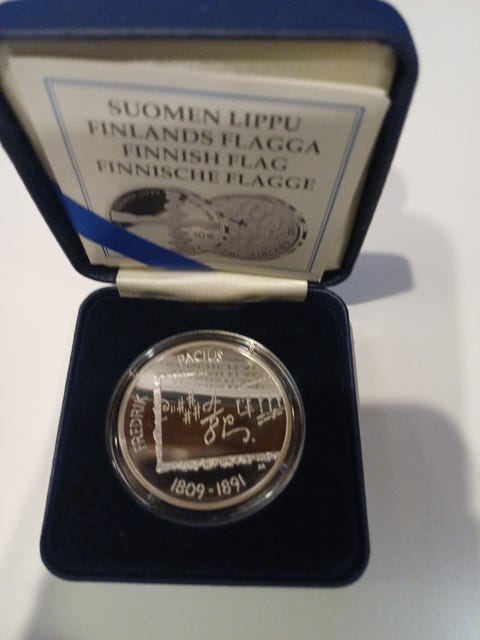 SUOMEN LIPPU
FINLANDS FLAGGA
FINNISH FLAG
FINNISCHE FLAGGE
FREDRIK PACIUS
1809 - 1891